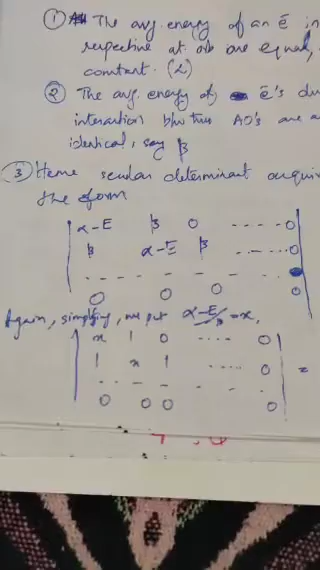 ① The avg. energy of an ē in
respective at. orb are equal,
constant. (α)
② The avg. energy of ē's du
interaction b/w two AO's are a
identical, say β
③ Hence secular determinant acqui
the form
α-E β 0 ----- 0
β α-E β ----- 0
- - - - - - -
0 0 0 0
Again, simplifying, we put α-E/β = x,
x 1 0 ..... 0
1 x 1 ..... 0 =
- - - - - - -
0 0 0 0